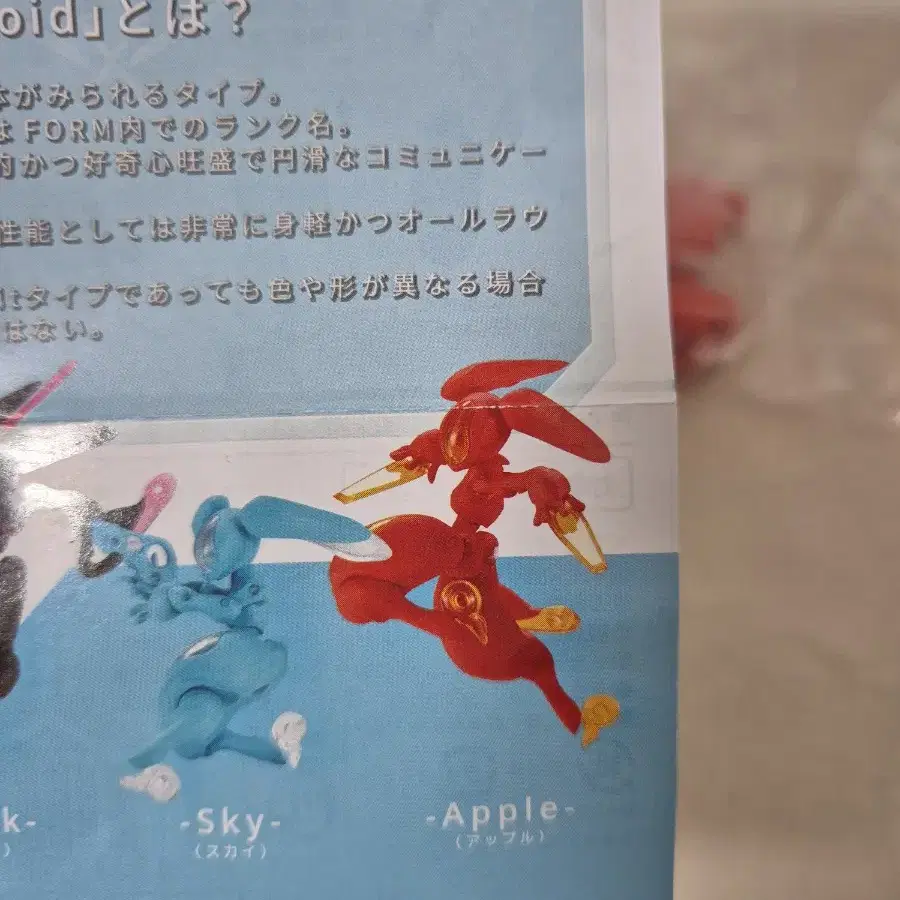 oid」とは？
体がみられるタイプ。
はFORM内でのランク名。
的かつ好奇心旺盛で円滑なコミュニケー
性能としては非常に身軽かつオールラウ
ltタイプであっても色や形が異なる場合
はない。
k-
)
-Sky-
(スカイ)
-Apple-
(アップル)